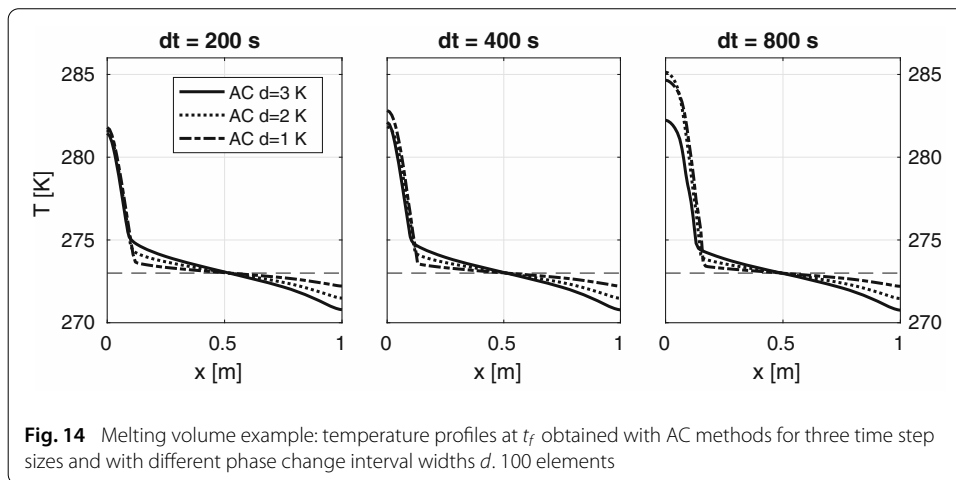 dt = 200 s
dt = 400 s
dt = 800 s
285
280
275
270
T [K]
AC d=3 K
AC d=2 K
AC d=1 K
285
280
275
270
0 0.5 1
0 0.5 1
0 0.5 1
x [m]
x [m]
x [m]
Fig. 14 Melting volume example: temperature profiles at t_f obtained with AC methods for three time step
sizes and with different phase change interval widths d. 100 elements